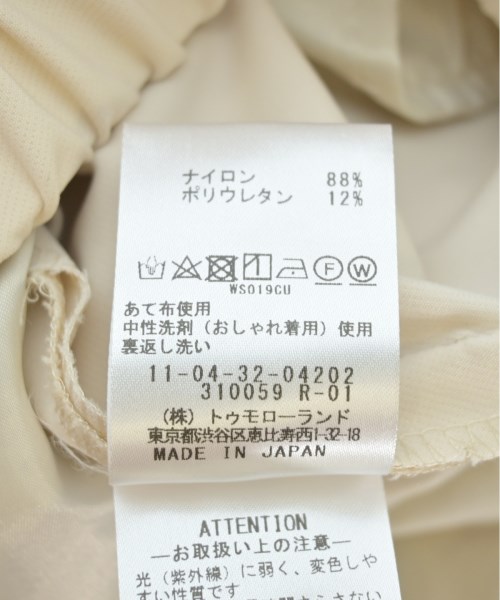 ナイロン 88%
ポリウレタン 12%
F W
WS019CU
あて布使用
中性洗剤（おしゃれ着用）使用
裏返し洗い
11-04-32-04202
310059 R-01
（株）トゥモローランド
東京都渋谷区恵比寿西1-32-18
MADE IN JAPAN
ATTENTION
―お取扱い上の注意―
光（紫外線）に弱く、変色しや
すい性質です